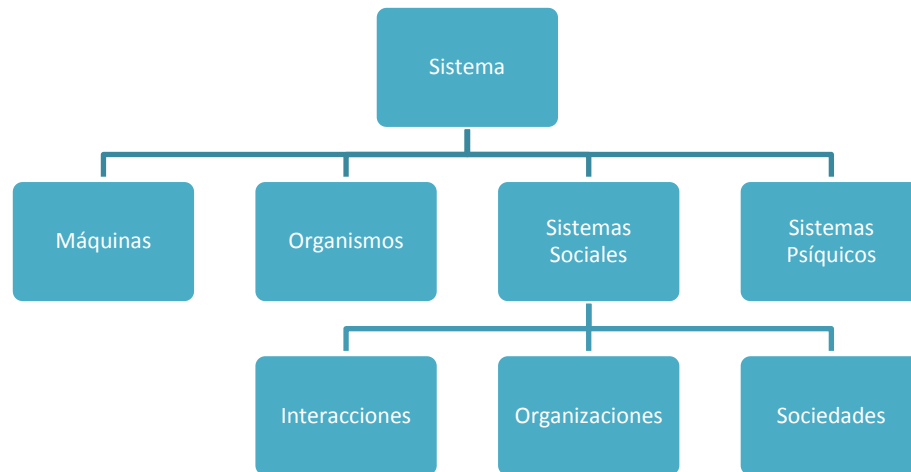 Sistema
Máquinas
Organismos
Sistemas
Sociales
Sistemas
Psíquicos
Interacciones
Organizaciones
Sociedades